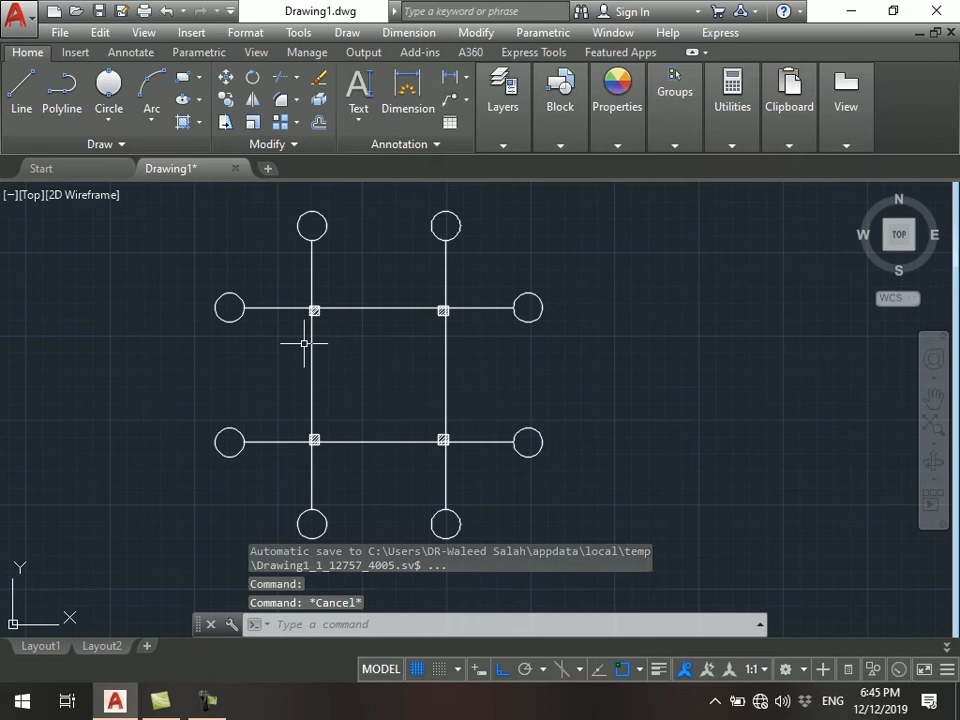 Drawing1.dwg
Type a keyword or phrase
Sign In
File Edit View Insert Format Tools Draw Dimension Modify Parametric Window Help Express
Home Insert Annotate Parametric View Manage Output Add-ins A360 Express Tools Featured Apps
Line Polyline Circle Arc Text Dimension Layers Block Properties Groups Utilities Clipboard View
Draw Modify Annotation
Start Drawing1*
[−][Top][2D Wireframe]
N
W TOP E
S
WCS
Automatic save to C:\Users\DR-Waleed Salah\appdata\local\temp
\Drawing1_1_12757_4005.sv$ ...
Command:
Command: *Cancel*
Type a command
Y
X
Layout1 Layout2
MODEL 1:1
ENG 6:45 PM
12/12/2019